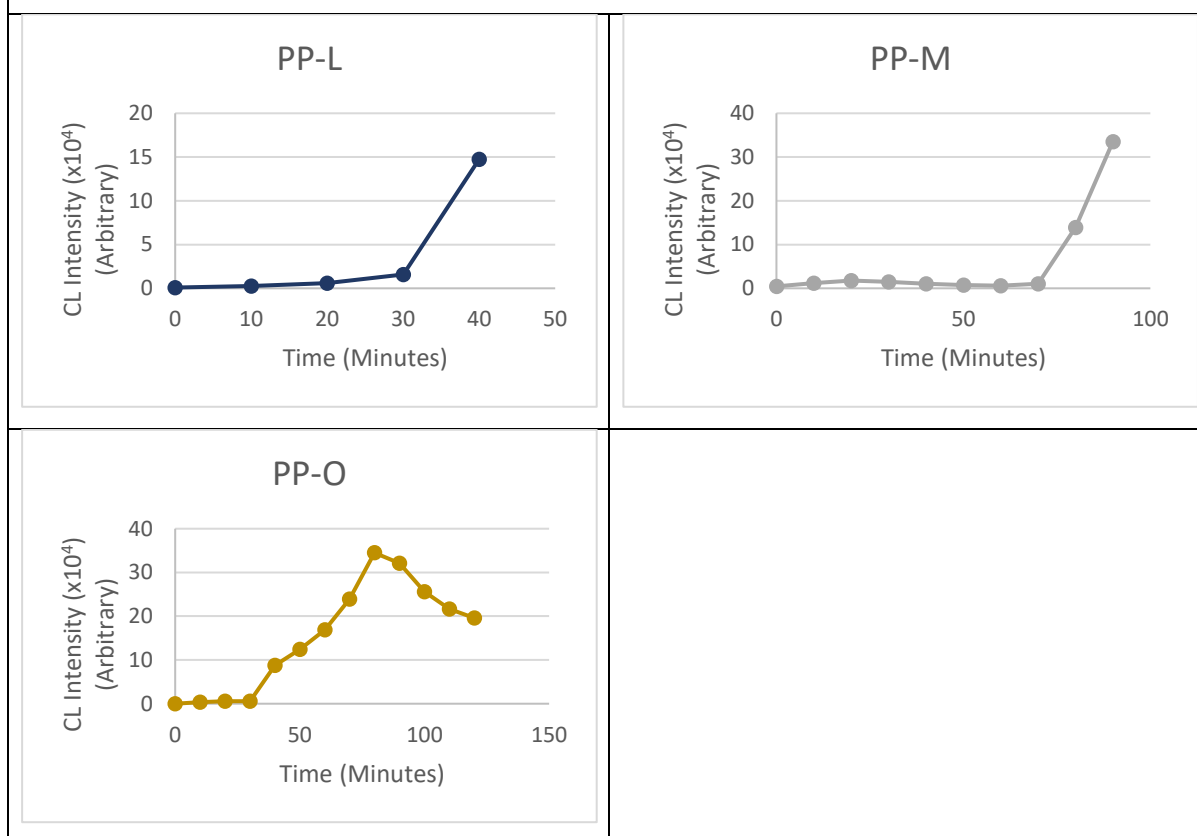 PP-L
CL Intensity (x10⁴)
(Arbitrary)
20
15
10
5
0
0 10 20 30 40 50
Time (Minutes)
PP-M
CL Intensity (x10⁴)
(Arbitrary)
40
30
20
10
0
0 50 100
Time (Minutes)
PP-O
CL Intensity (x10⁴)
(Arbitrary)
40
30
20
10
0
0 50 100 150
Time (Minutes)